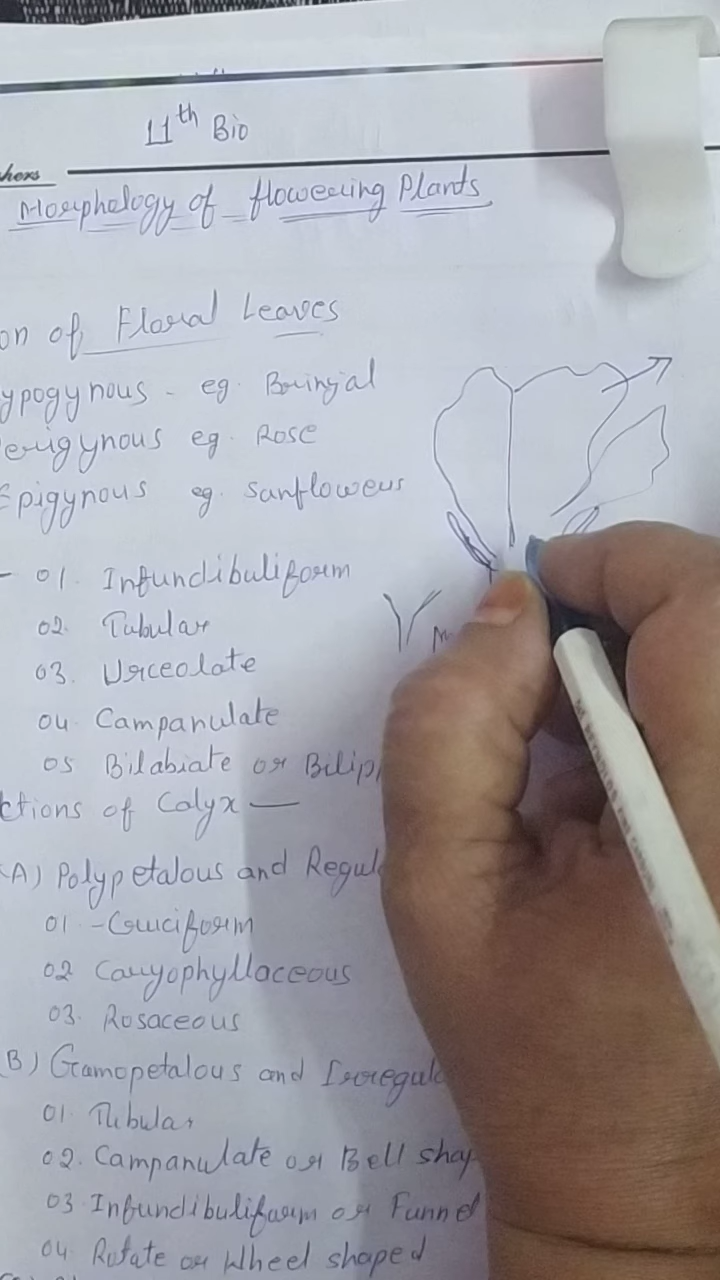 11th Bio
hers
Morphology of flowering Plants
on of Floral Leaves
ypogynous - eg. Brinjal
erigynous eg. Rose
Epigynous eg. Sunflowers
- 01. Infundibuliform
02. Tubular
03. Urceolate
04. Campanulate
05 Bilabiate or Bilip
ctions of Calyx —
(A) Polypetalous and Regul
01 - Cruciform
02 Caryophyllaceous
03. Rosaceous
B) Gamopetalous and Irregul
01. Tubular
02. Campanulate or Bell shap
03. Infundibuliform or Funnel
04. Rotate or Wheel shaped